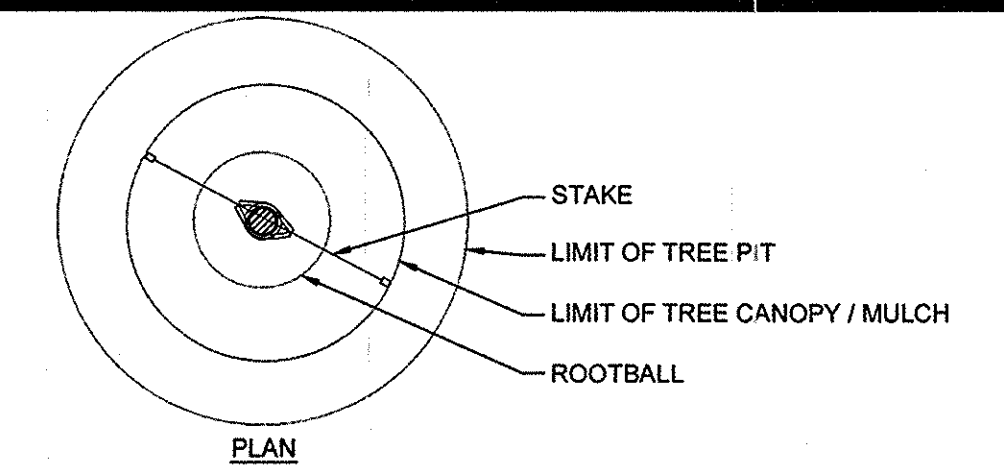 STAKE
LIMIT OF TREE PIT
LIMIT OF TREE CANOPY / MULCH
ROOTBALL
PLAN